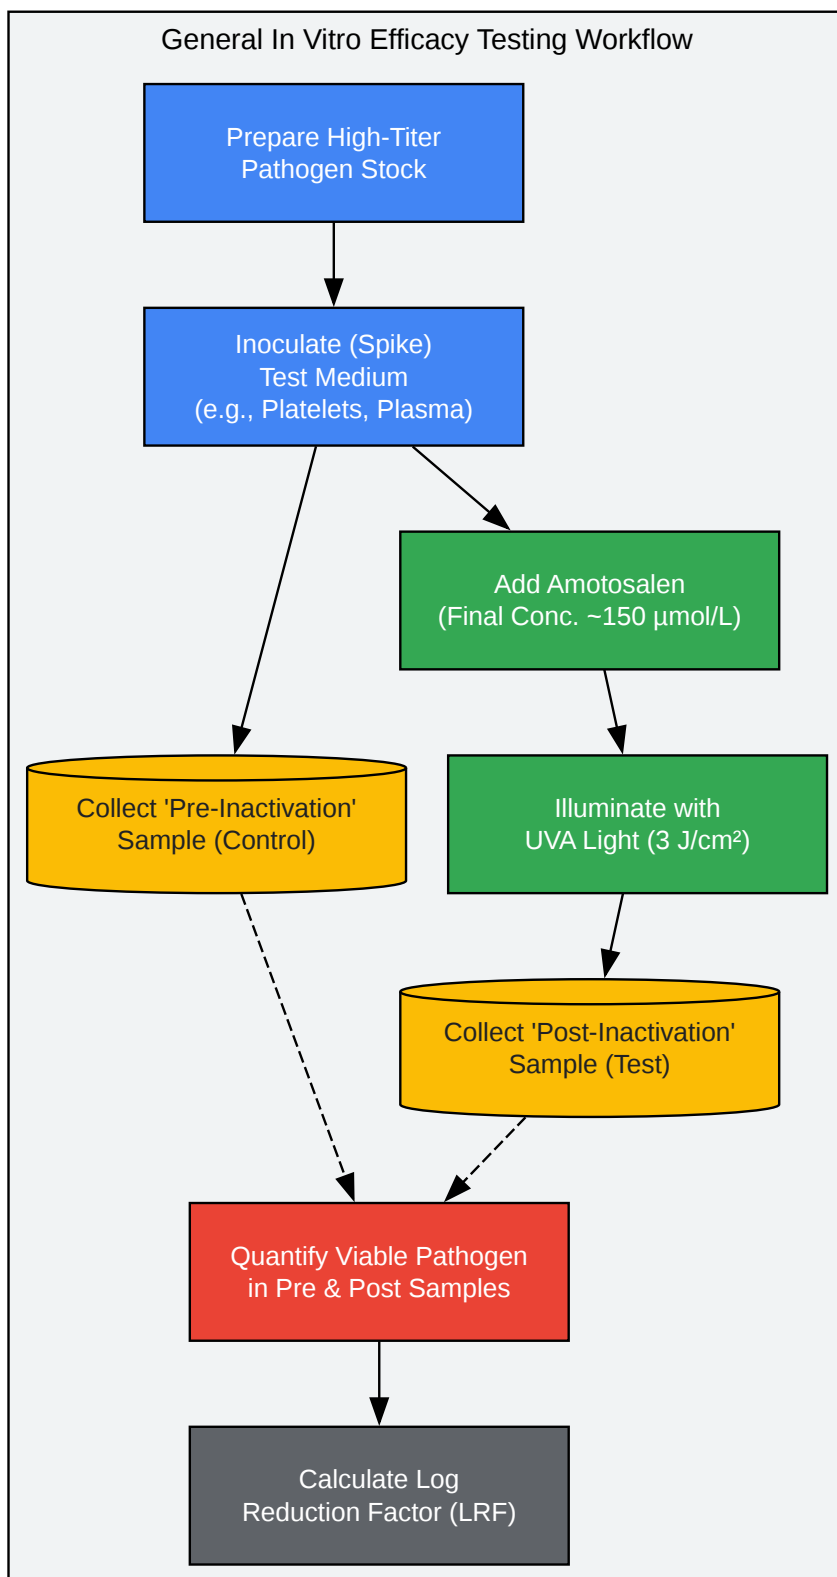 General In Vitro Efficacy Testing Workflow
Prepare High-Titer
Pathogen Stock
Inoculate (Spike)
Test Medium
(e.g., Platelets, Plasma)
Add Amotosalen
(Final Conc. ~150 µmol/L)
Collect 'Pre-Inactivation'
Sample (Control)
Illuminate with
UVA Light (3 J/cm²)
Collect 'Post-Inactivation'
Sample (Test)
Quantify Viable Pathogen
in Pre & Post Samples
Calculate Log
Reduction Factor (LRF)